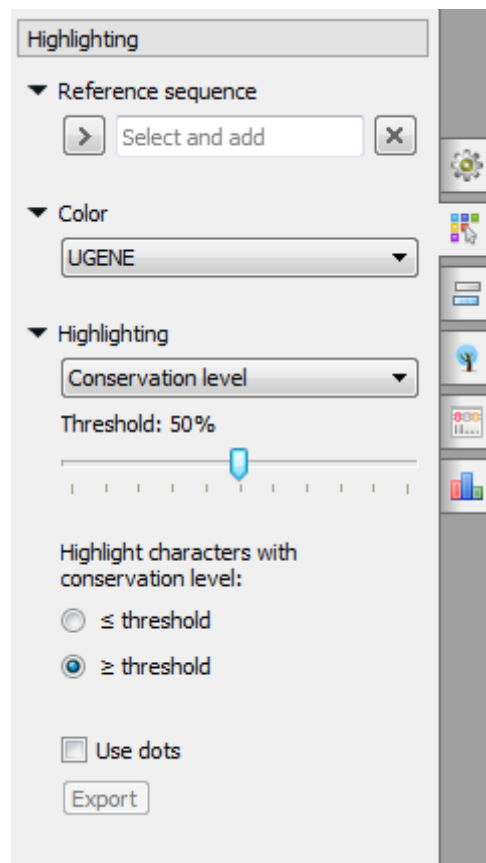 Highlighting
Reference sequence
Select and add
Color
UGENE
Highlighting
Conservation level
Threshold: 50%
Highlight characters with
conservation level:
≤ threshold
≥ threshold
Use dots
Export